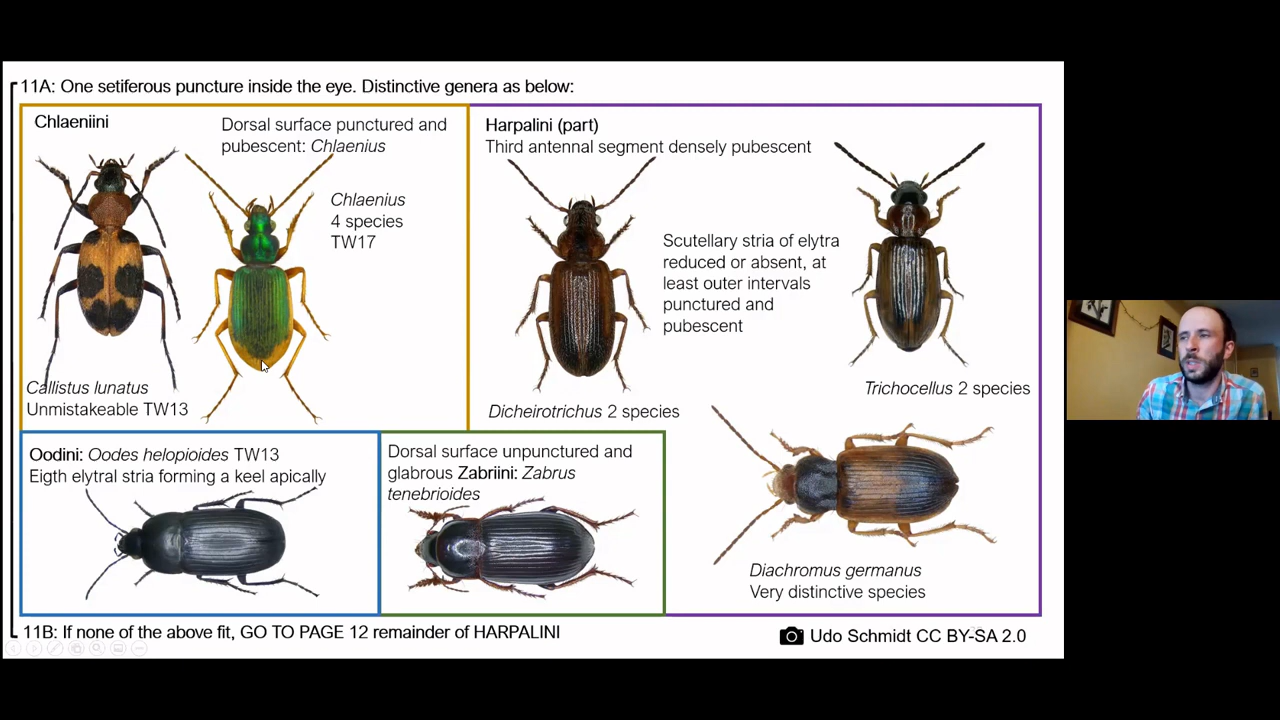 11A: One setiferous puncture inside the eye. Distinctive genera as below:
Chlaeniini
Dorsal surface punctured and
pubescent: Chlaenius
Chlaenius
4 species
TW17
Callistus lunatus
Unmistakeable TW13
Harpalini (part)
Third antennal segment densely pubescent
Scutellary stria of elytra
reduced or absent, at
least outer intervals
punctured and
pubescent
Dicheirotrichus 2 species
Trichocellus 2 species
Diachromus germanus
Very distinctive species
Oodini: Oodes helopioides TW13
Eigth elytral stria forming a keel apically
Dorsal surface unpunctured and
glabrous Zabriini: Zabrus
tenebrioides
11B: If none of the above fit, GO TO PAGE 12 remainder of HARPALINI
Udo Schmidt CC BY-SA 2.0